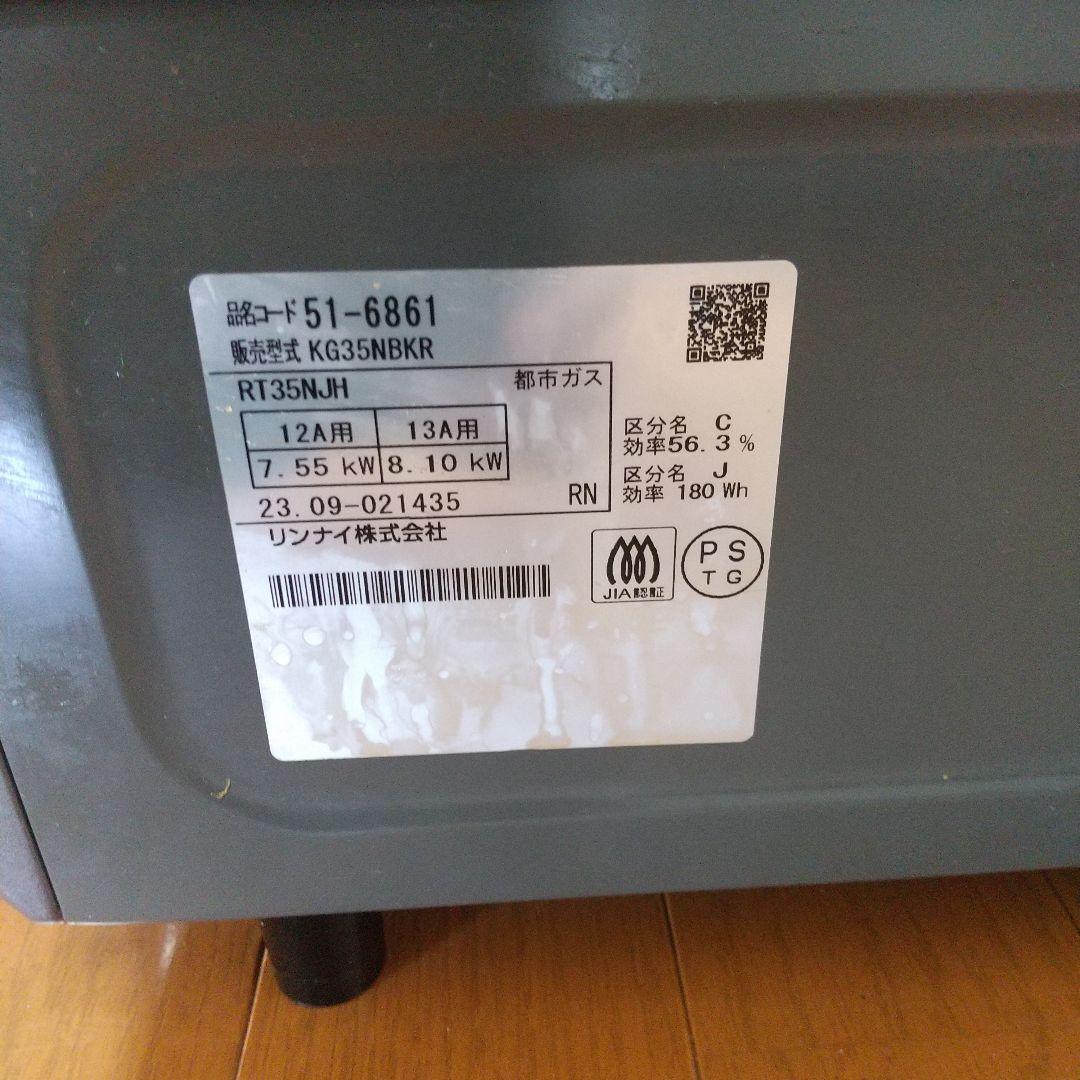 品名コード 51-6861
販売型式 KG35NBKR
RT35NJH 都市ガス
12A用 13A用
7.55 kW 8.10 kW
23.09-021435 RN
リンナイ株式会社
区分名 C
効率56.3%
区分名 J
効率 180 Wh
JIA認証
PS
TG